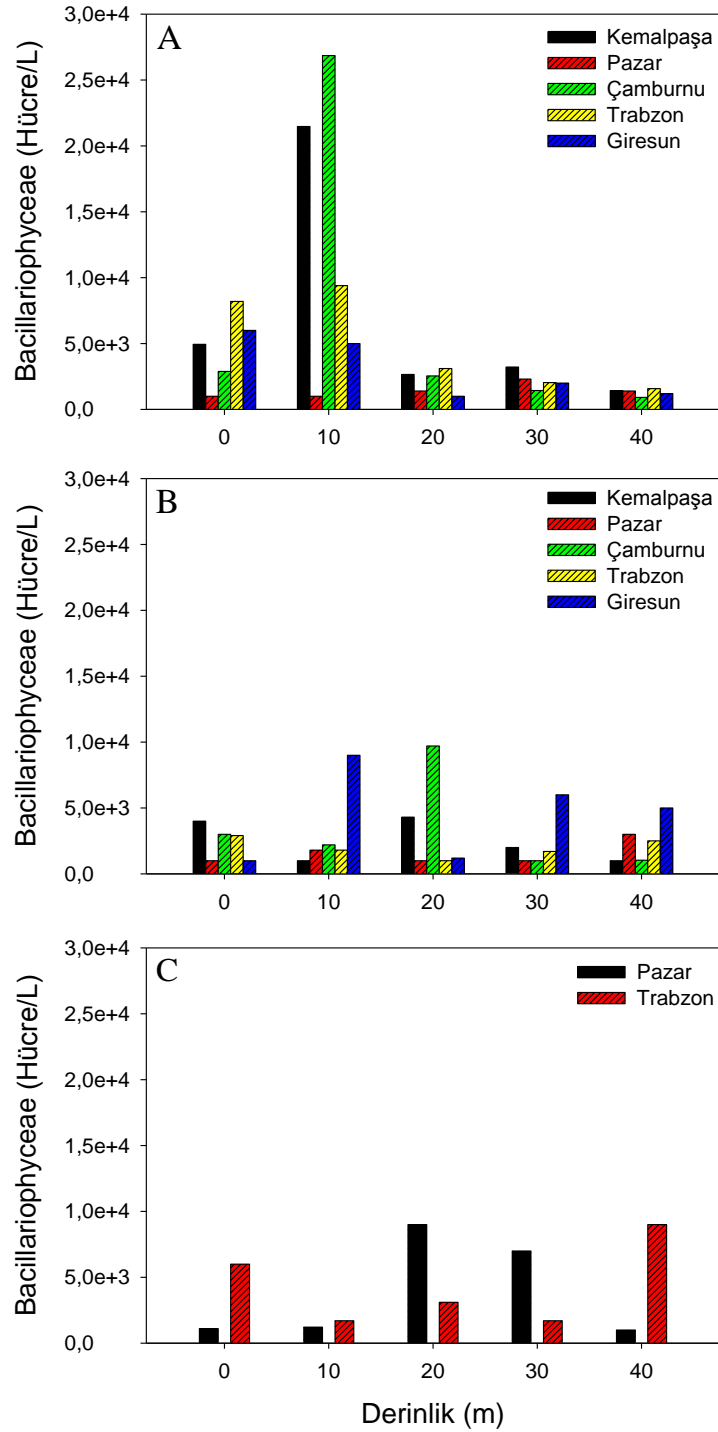 A
Bacillariophyceae (Hücre/L)
3,0e+4
2,5e+4
2,0e+4
1,5e+4
1,0e+4
5,0e+3
0,0
Kemalpaşa
Pazar
Çamburnu
Trabzon
Giresun
0 10 20 30 40
B
Bacillariophyceae (Hücre/L)
3,0e+4
2,5e+4
2,0e+4
1,5e+4
1,0e+4
5,0e+3
0,0
Kemalpaşa
Pazar
Çamburnu
Trabzon
Giresun
0 10 20 30 40
C
Bacillariophyceae (Hücre/L)
3,0e+4
2,5e+4
2,0e+4
1,5e+4
1,0e+4
5,0e+3
0,0
Pazar
Trabzon
0 10 20 30 40
Derinlik (m)